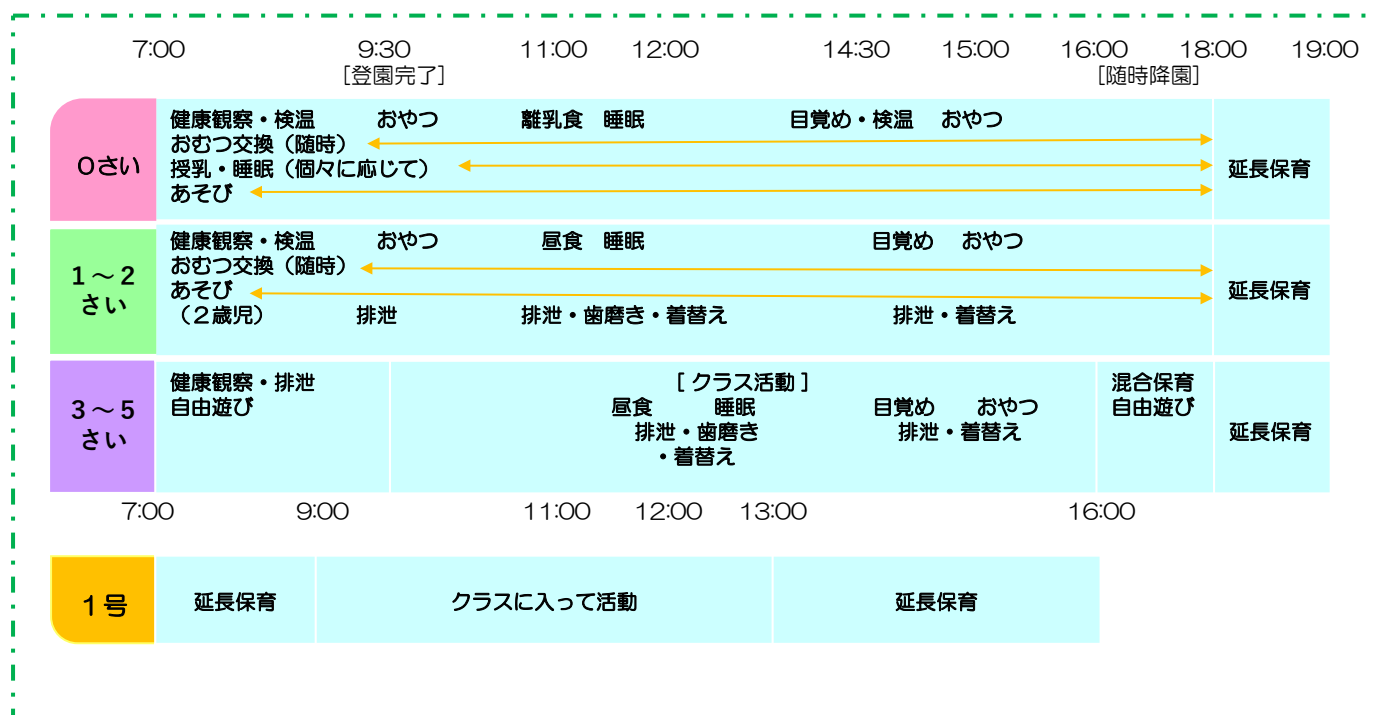 7:00 9:30 11:00 12:00 14:30 15:00 16:00 18:00 19:00
[登園完了] [随時降園]
0さい
健康観察・検温 おやつ 離乳食 睡眠 目覚め・検温 おやつ
おむつ交換（随時）
授乳・睡眠（個々に応じて）
あそび
延長保育
1～2
さい
健康観察・検温 おやつ 昼食 睡眠 目覚め おやつ
おむつ交換（随時）
あそび
（2歳児） 排泄 排泄・歯磨き・着替え 排泄・着替え
延長保育
3～5
さい
健康観察・排泄 [ クラス活動 ] 混合保育
自由遊び 昼食 睡眠 目覚め おやつ 自由遊び
排泄・歯磨き 排泄・着替え
・着替え
延長保育
7:00 9:00 11:00 12:00 13:00 16:00
1号 延長保育 クラスに入って活動 延長保育